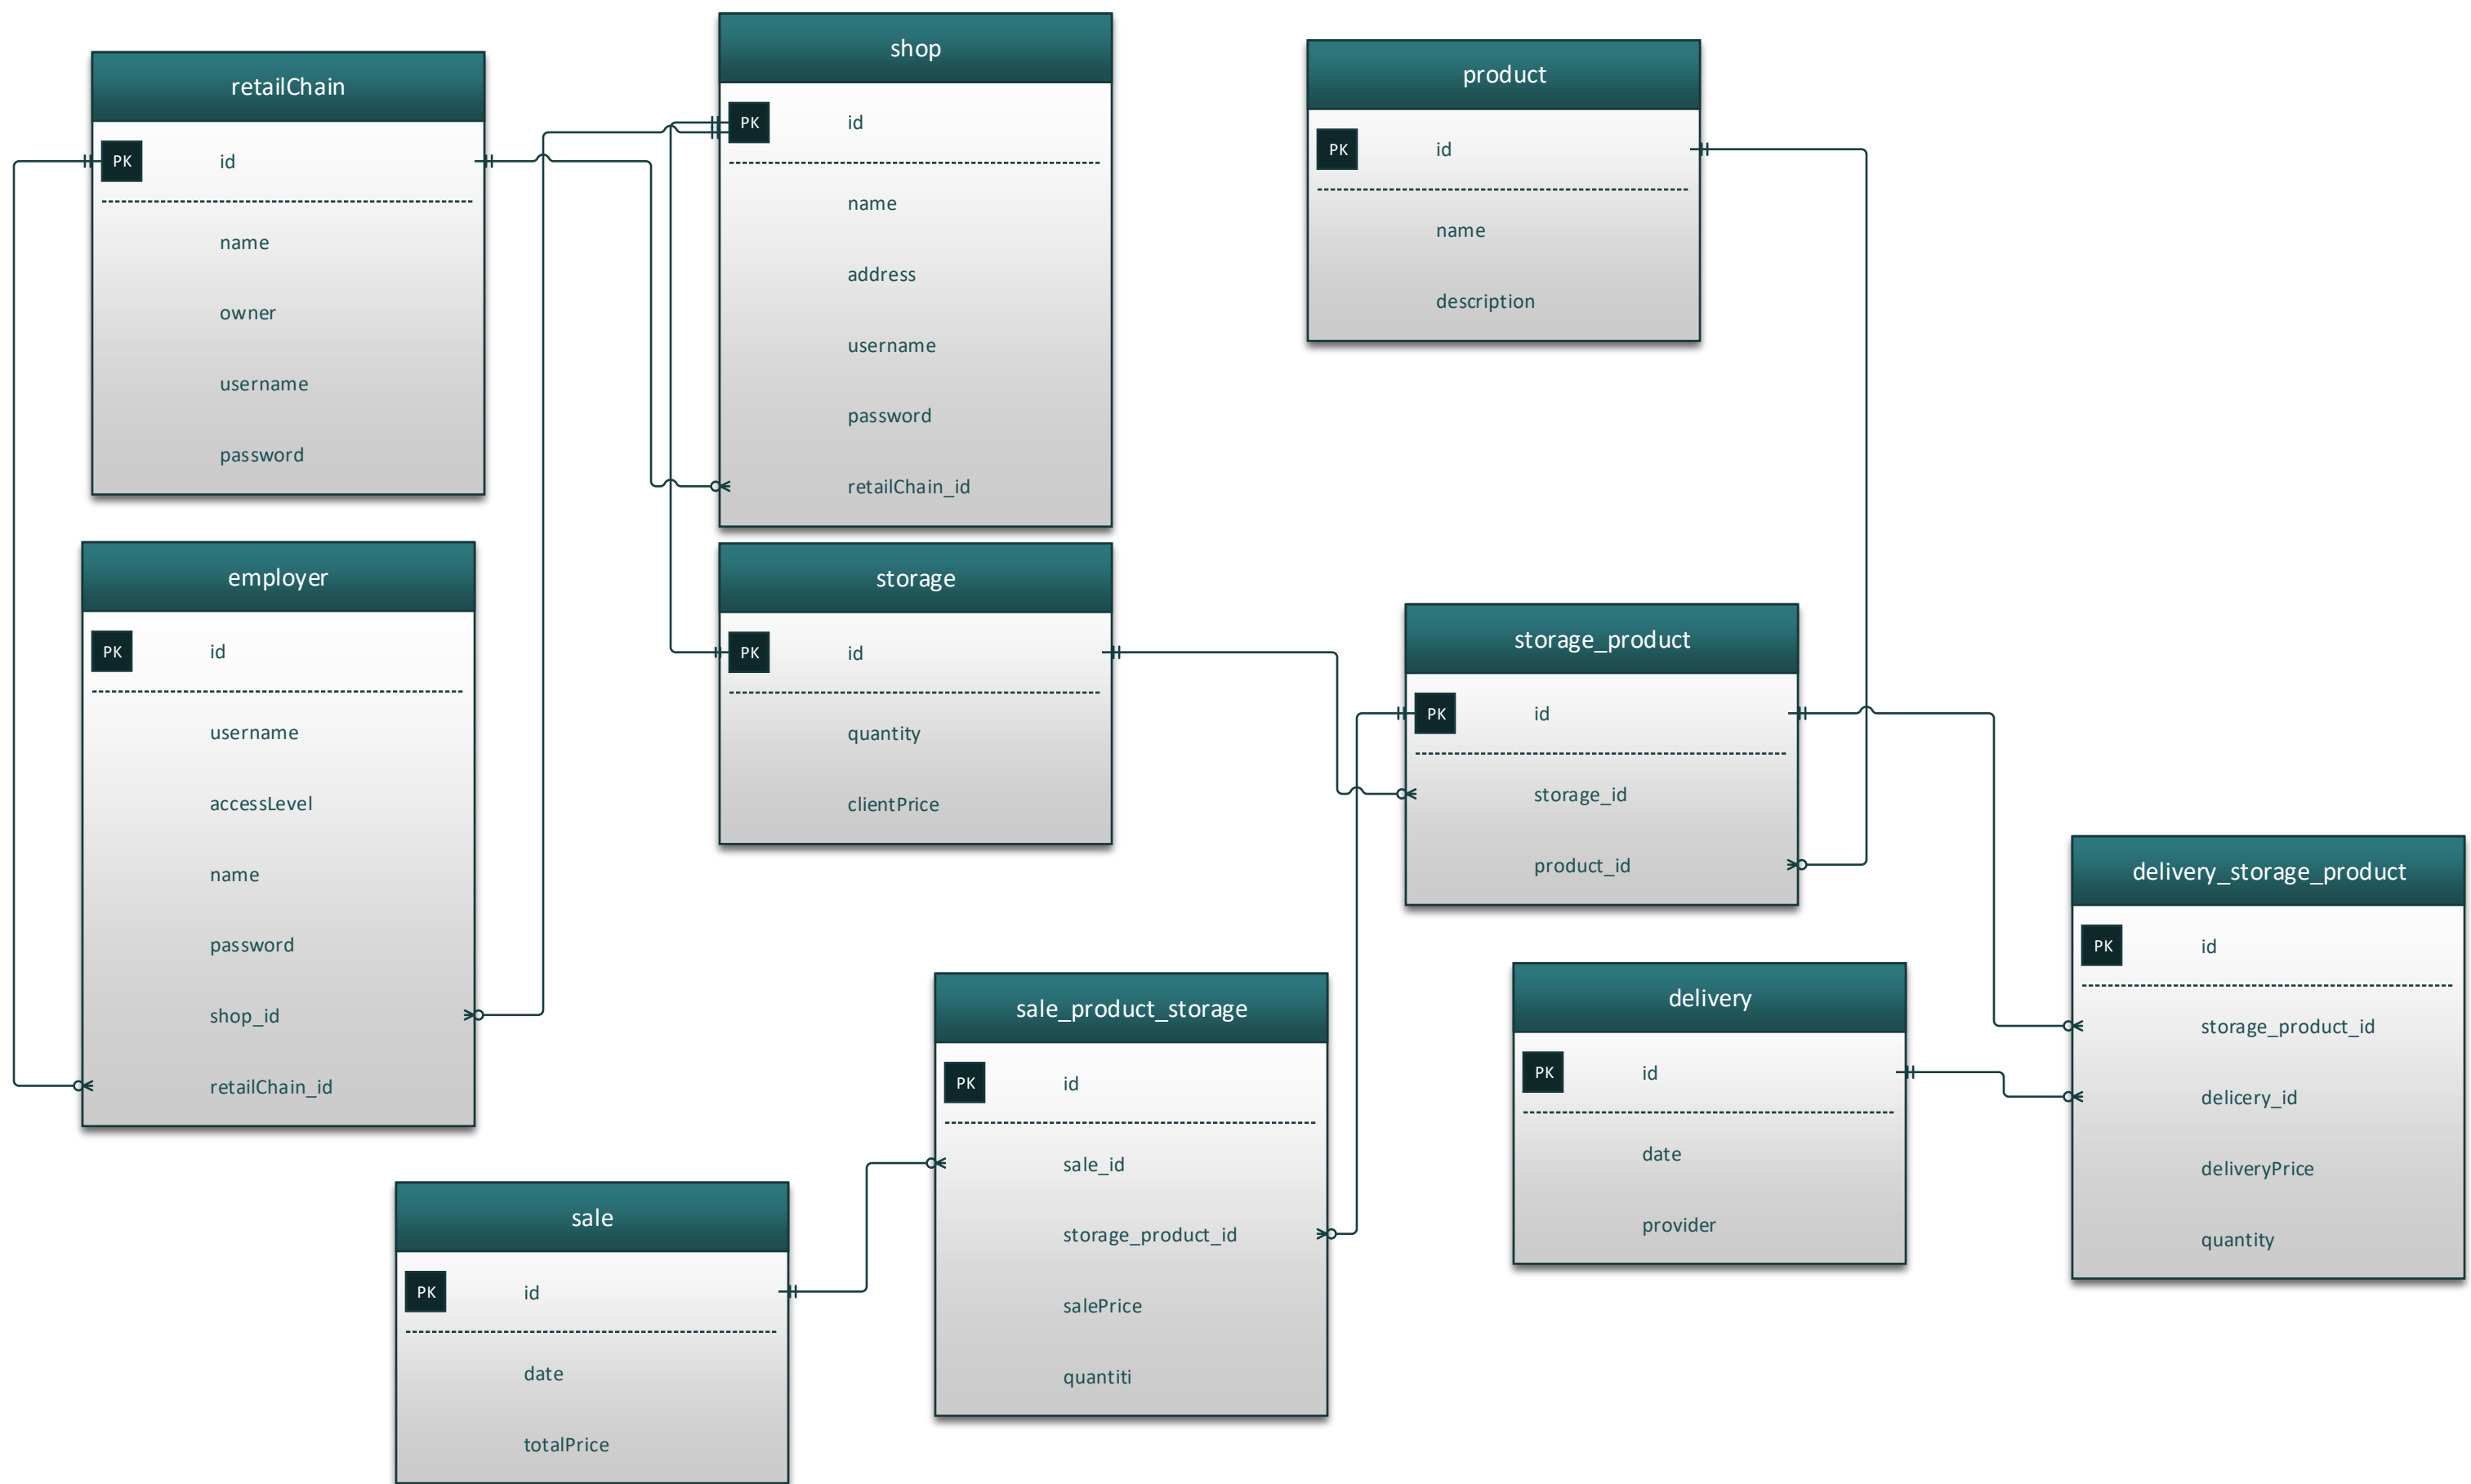 retailChain
PK id
name
owner
username
password
shop
PK id
name
address
username
password
retailChain_id
product
PK id
name
description
employer
PK id
username
accessLevel
name
password
shop_id
retailChain_id
storage
PK id
quantity
clientPrice
storage_product
PK id
storage_id
product_id
delivery_storage_product
PK id
storage_product_id
delicery_id
deliveryPrice
quantity
delivery
PK id
date
provider
sale_product_storage
PK id
sale_id
storage_product_id
salePrice
quantiti
sale
PK id
date
totalPrice